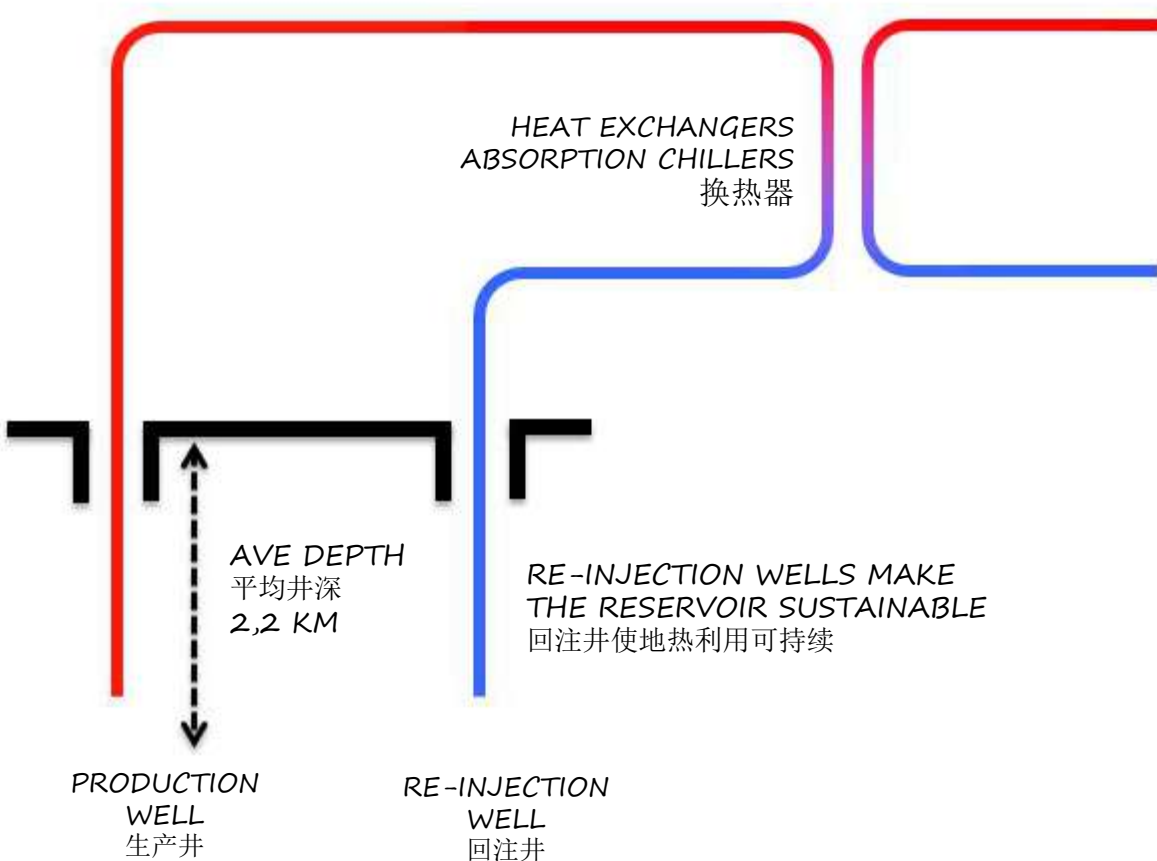 HEAT EXCHANGERS
ABSORPTION CHILLERS
换热器
AVE DEPTH
平均井深
2,2 KM
RE-INJECTION WELLS MAKE
THE RESERVOIR SUSTAINABLE
回注井使地热利用可持续
PRODUCTION
WELL
生产井
RE-INJECTION
WELL
回注井